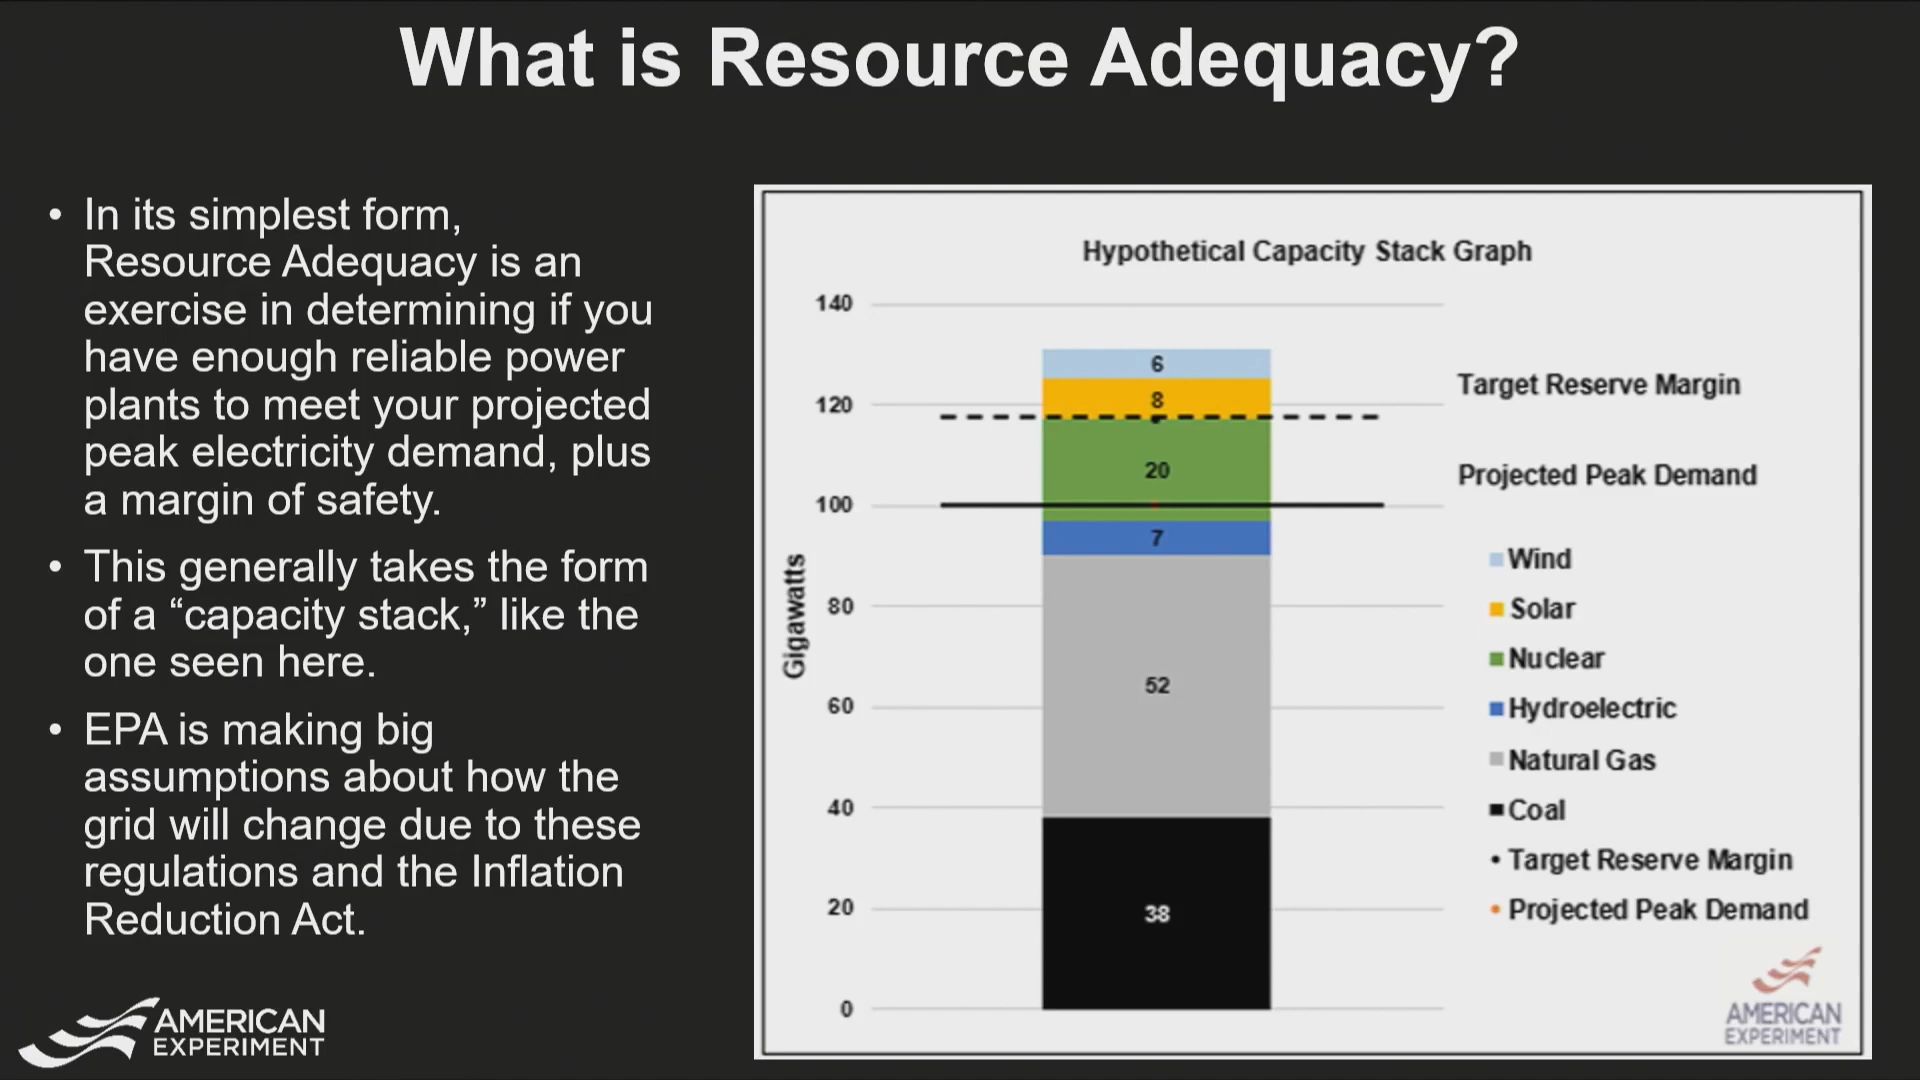 What is Resource Adequacy?
• In its simplest form,
Resource Adequacy is an
exercise in determining if you
have enough reliable power
plants to meet your projected
peak electricity demand, plus
a margin of safety.
• This generally takes the form
of a “capacity stack,” like the
one seen here.
• EPA is making big
assumptions about how the
grid will change due to these
regulations and the Inflation
Reduction Act.
AMERICAN
EXPERIMENT
Hypothetical Capacity Stack Graph
140
120
100
80
60
40
20
0
Gigawatts
6
8
20
7
52
38
Target Reserve Margin
Projected Peak Demand
Wind
Solar
Nuclear
Hydroelectric
Natural Gas
Coal
Target Reserve Margin
Projected Peak Demand
AMERICAN
EXPERIMENT